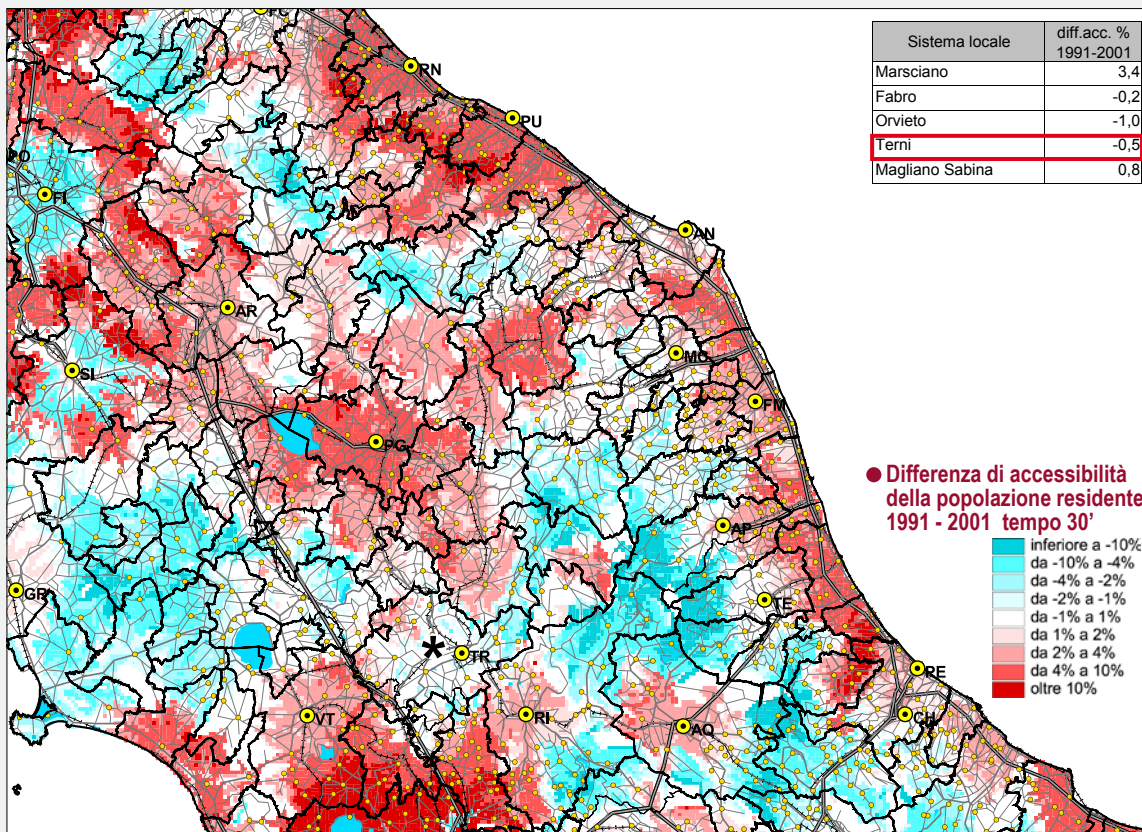 Sistema locale diff.acc. % 1991-2001
Marsciano 3,4
Fabro -0,2
Orvieto -1,0
Terni -0,5
Magliano Sabina 0,8
RN
PU
FI
AN
AR
MC
SI
FM
PG
Differenza di accessibilità
della popolazione residente
1991 - 2001 tempo 30’
inferiore a -10%
da -10% a -4%
da -4% a -2%
da -2% a -1%
da -1% a 1%
da 1% a 2%
da 2% a 4%
da 4% a 10%
oltre 10%
AP
GR
TE
*
TR
PE
VT
RI
AQ
CH